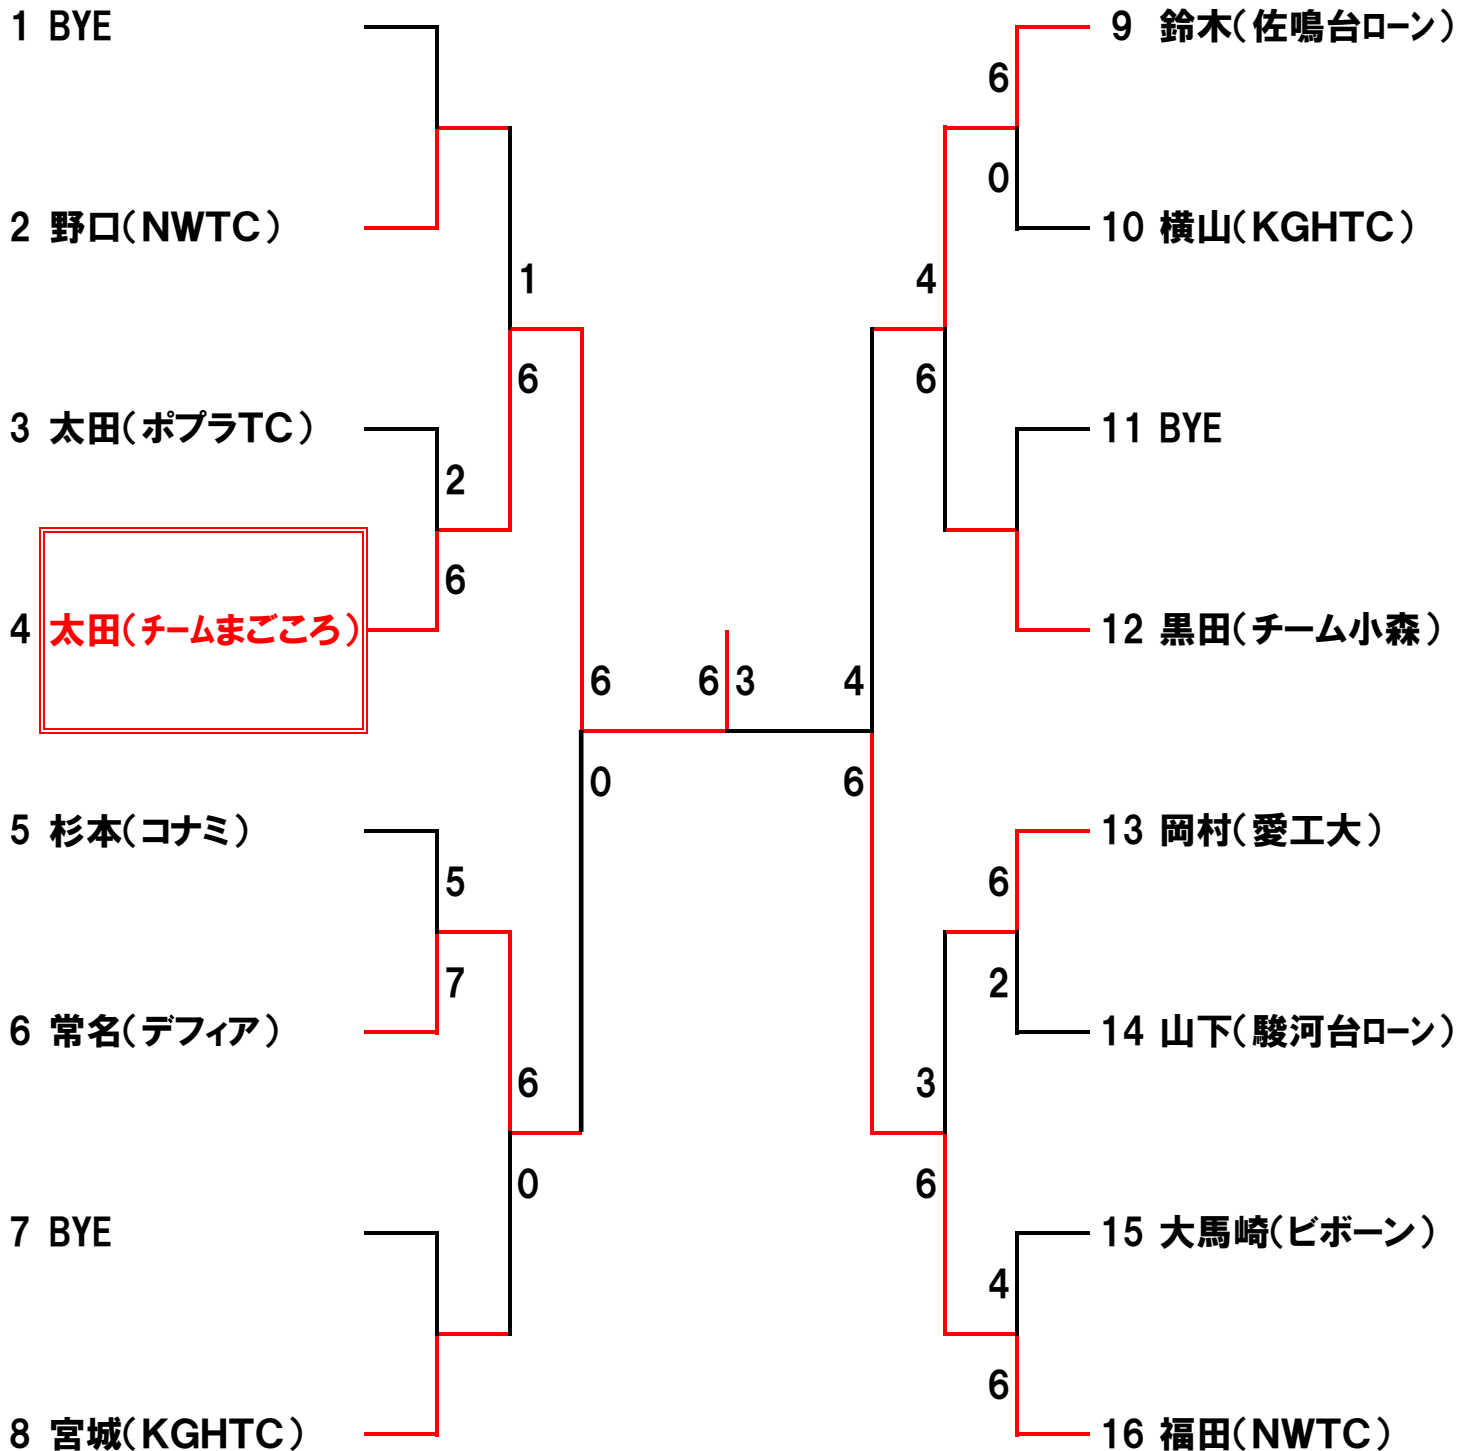 1 BYE
2 野口(NWTC)
3 太田(ポプラTC)
4 太田(チームまごころ)
5 杉本(コナミ)
6 常名(デフィア)
7 BYE
8 宮城(KGHTC)
2
6
5
7
1
6
6
0
6
0
6 3
4
6
4
6
3
6
6
0
6
2
4
6
9 鈴木(佐鳴台ローン)
10 横山(KGHTC)
11 BYE
12 黒田(チーム小森)
13 岡村(愛工大)
14 山下(駿河台ローン)
15 大馬崎(ビボーン)
16 福田(NWTC)